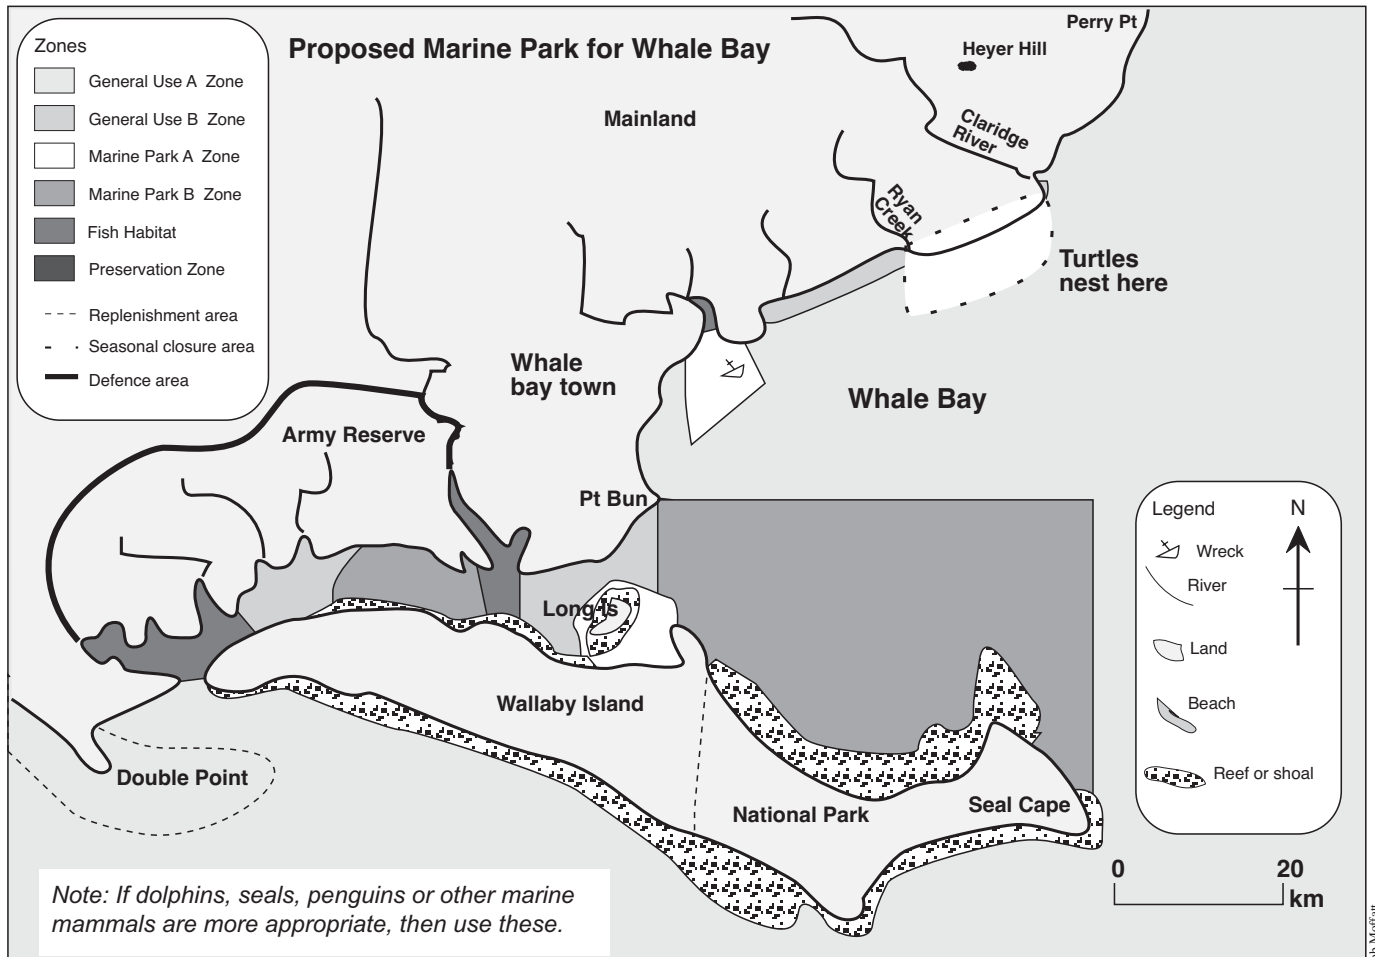 Proposed Marine Park for Whale Bay
Zones
General Use A Zone
General Use B Zone
Marine Park A Zone
Marine Park B Zone
Fish Habitat
Preservation Zone
Replenishment area
Seasonal closure area
Defence area
Perry Pt
Heyer Hill
Mainland
Claridge
River
Ryan
Creek
Turtles
nest here
Whale
bay town
Whale Bay
Army Reserve
Pt Bun
Long Is
Wallaby Island
Double Point
National Park
Seal Cape
Legend
N
Wreck
River
Land
Beach
Reef or shoal
0
20
km
Note: If dolphins, seals, penguins or other marine
mammals are more appropriate, then use these.
Moffatt